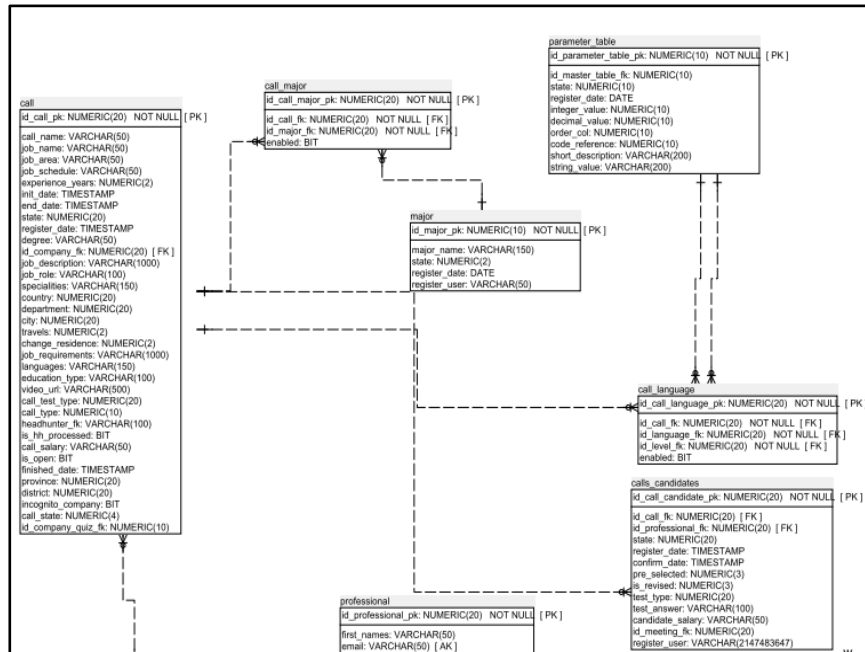 call
id_call_pk: NUMERIC(20) NOT NULL [ PK ]
call_name: VARCHAR(50)
job_name: VARCHAR(50)
job_area: VARCHAR(50)
job_schedule: VARCHAR(50)
experience_years: NUMERIC(2)
init_date: TIMESTAMP
end_date: TIMESTAMP
state: NUMERIC(20)
register_date: TIMESTAMP
degree: VARCHAR(50)
id_company_fk: NUMERIC(20) [ FK ]
job_description: VARCHAR(1000)
job_role: VARCHAR(100)
specialities: VARCHAR(150)
country: NUMERIC(20)
department: NUMERIC(20)
city: NUMERIC(20)
travels: NUMERIC(2)
change_residence: NUMERIC(2)
job_requirements: VARCHAR(1000)
languages: VARCHAR(150)
education_type: VARCHAR(100)
video_url: VARCHAR(500)
call_test_type: NUMERIC(20)
call_type: NUMERIC(10)
headhunter_fk: VARCHAR(100)
is_hh_processed: BIT
call_salary: VARCHAR(50)
is_open: BIT
finished_date: TIMESTAMP
province: NUMERIC(20)
district: NUMERIC(20)
incognito_company: BIT
call_state: NUMERIC(4)
id_company_quiz_fk: NUMERIC(10)
call_major
id_call_major_pk: NUMERIC(20) NOT NULL [ PK ]
id_call_fk: NUMERIC(20) NOT NULL [ FK ]
id_major_fk: NUMERIC(20) NOT NULL [ FK ]
enabled: BIT
parameter_table
id_parameter_table_pk: NUMERIC(10) NOT NULL [ PK ]
id_master_table_fk: NUMERIC(10)
state: NUMERIC(10)
register_date: DATE
integer_value: NUMERIC(10)
decimal_value: NUMERIC(10)
order_col: NUMERIC(10)
code_reference: NUMERIC(10)
short_description: VARCHAR(200)
string_value: VARCHAR(200)
major
id_major_pk: NUMERIC(10) NOT NULL [ PK ]
major_name: VARCHAR(150)
state: NUMERIC(2)
register_date: DATE
register_user: VARCHAR(50)
call_language
id_call_language_pk: NUMERIC(20) NOT NULL [ PK ]
id_call_fk: NUMERIC(20) NOT NULL [ FK ]
id_language_fk: NUMERIC(20) NOT NULL [ FK ]
id_level_fk: NUMERIC(20) NOT NULL [ FK ]
enabled: BIT
calls_candidates
id_call_candidate_pk: NUMERIC(20) NOT NULL [ PK ]
id_call_fk: NUMERIC(20) [ FK ]
id_professional_fk: NUMERIC(20) [ FK ]
state: NUMERIC(20)
register_date: TIMESTAMP
confirm_date: TIMESTAMP
pre_selected: NUMERIC(3)
is_revised: NUMERIC(3)
test_type: NUMERIC(20)
test_answer: VARCHAR(100)
candidate_salary: VARCHAR(50)
id_meeting_fk: NUMERIC(20)
register_user: VARCHAR(2147483647)
professional
id_professional_pk: NUMERIC(20) NOT NULL [ PK ]
first_names: VARCHAR(50)
email: VARCHAR(50) [ AK ]